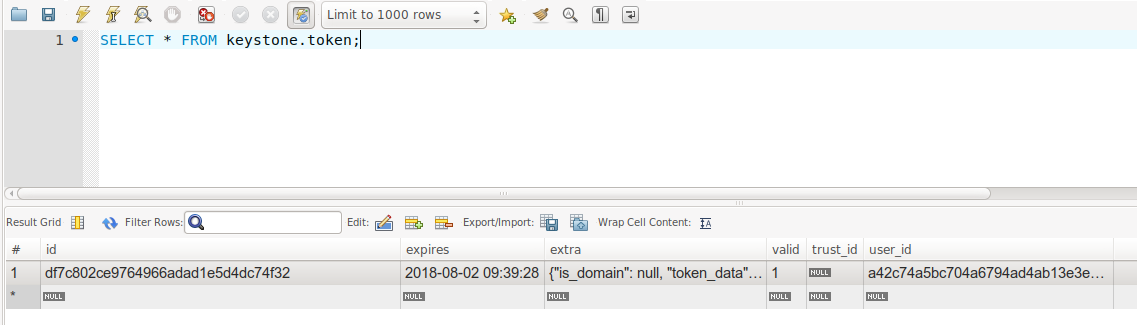 Limit to 1000 rows
1 SELECT * FROM keystone.token;
Result Grid Filter Rows: Edit: Export/Import: Wrap Cell Content:
# id expires extra valid trust_id user_id
1 df7c802ce9764966adad1e5d4dc74f32 2018-08-02 09:39:28 {"is_domain": null, "token_data"... 1 NULL a42c74a5bc704a6794ad4ab13e3e...
* NULL NULL NULL NULL NULL NULL